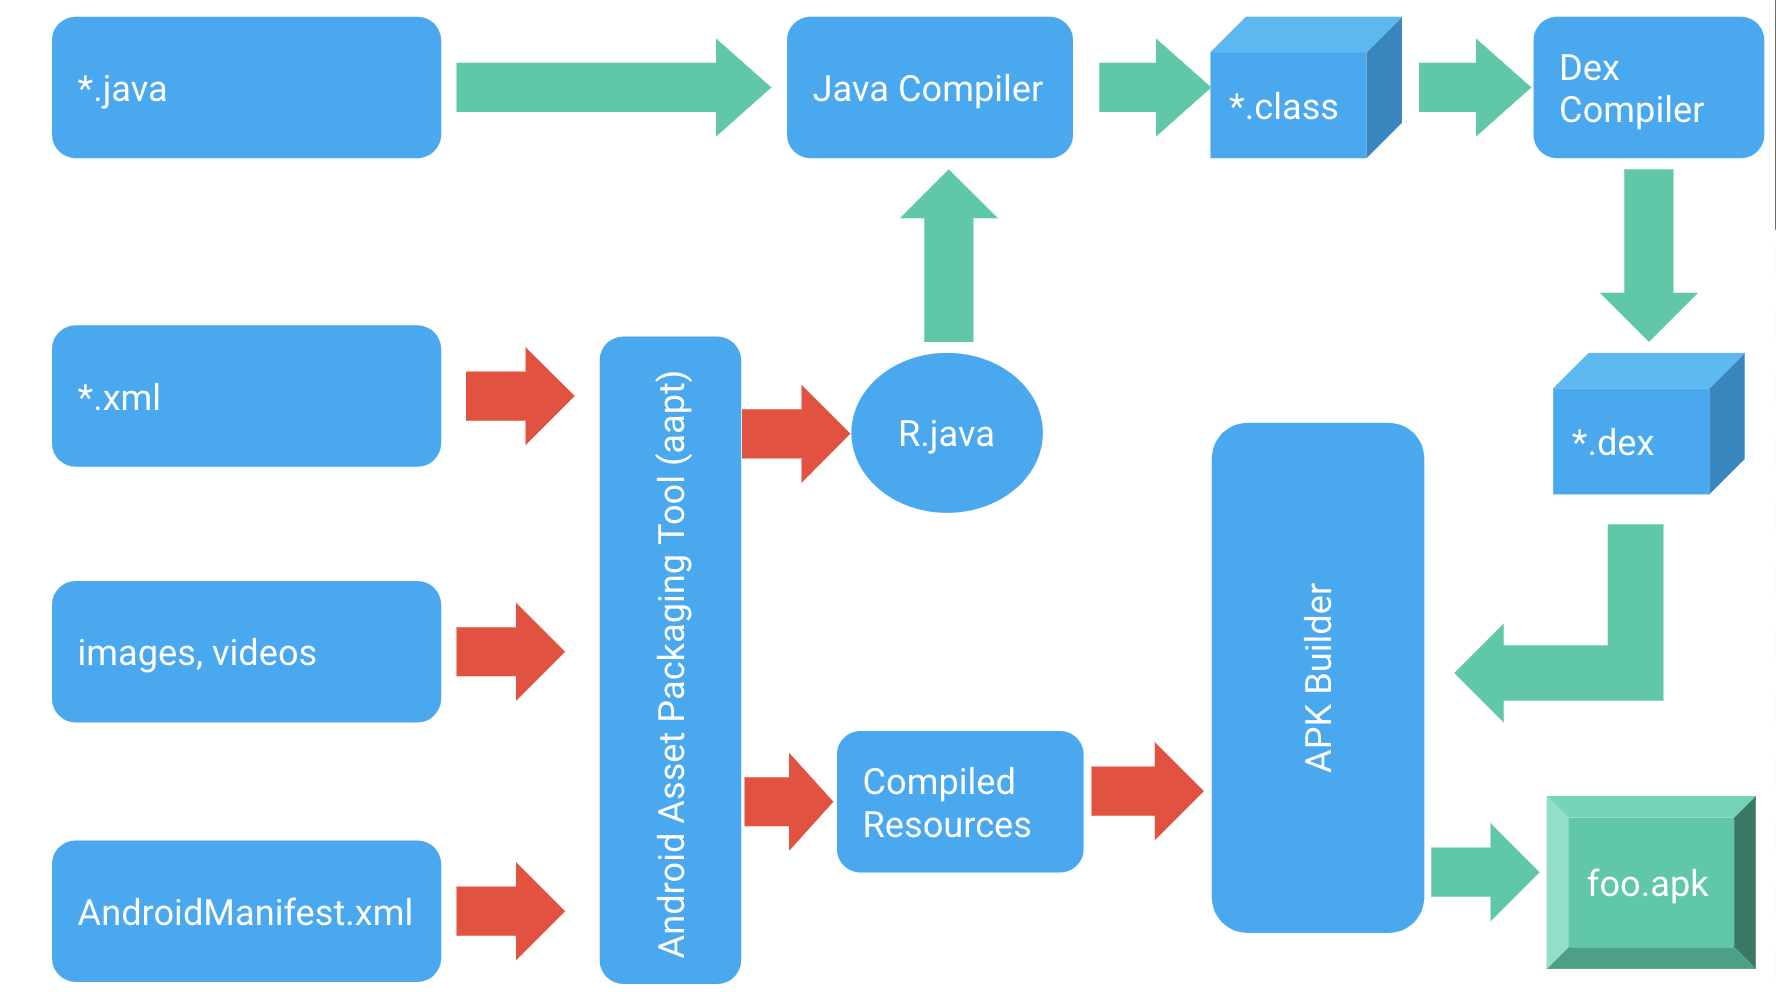 *.java
Java Compiler
*.class
Dex
Compiler
*.xml
Android Asset Packaging Tool (aapt)
R.java
*.dex
images, videos
APK Builder
Compiled
Resources
AndroidManifest.xml
foo.apk